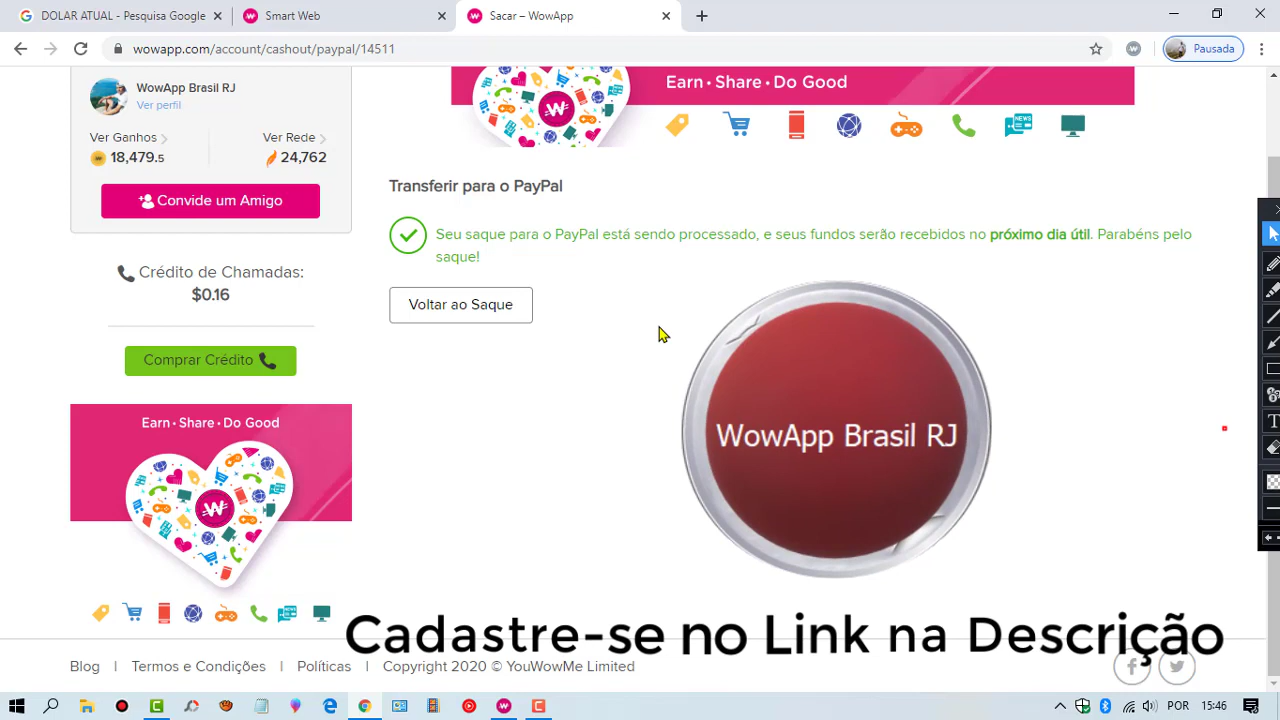 DOLAR ATUAL - Pesquisa Googl
Smart Web
Sacar – WowApp
wowapp.com/account/cashout/paypal/14511
Pausada
WowApp Brasil RJ
Ver perfil
Ver Ganhos
Ver Rede
18,479.5
24,762
Convide um Amigo
Crédito de Chamadas:
$0.16
Comprar Crédito
Earn · Share · Do Good
Earn · Share · Do Good
NEWS
Transferir para o PayPal
Seu saque para o PayPal está sendo processado, e seus fundos serão recebidos no próximo dia útil. Parabéns pelo
saque!
Voltar ao Saque
WowApp Brasil RJ
Cadastre-se no Link na Descrição
Blog | Termos e Condições | Políticas | Copyright 2020 © YouWowMe Limited
POR 15:46